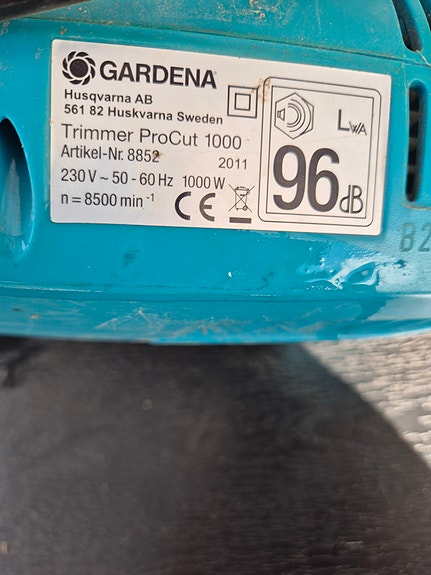 GARDENA
Husqvarna AB
561 82 Huskvarna Sweden
Trimmer ProCut 1000
Artikel-Nr. 8852
2011
230 V ~ 50 - 60 Hz 1000 W
n = 8500 min⁻¹
CE
LWA
96 dB
B2